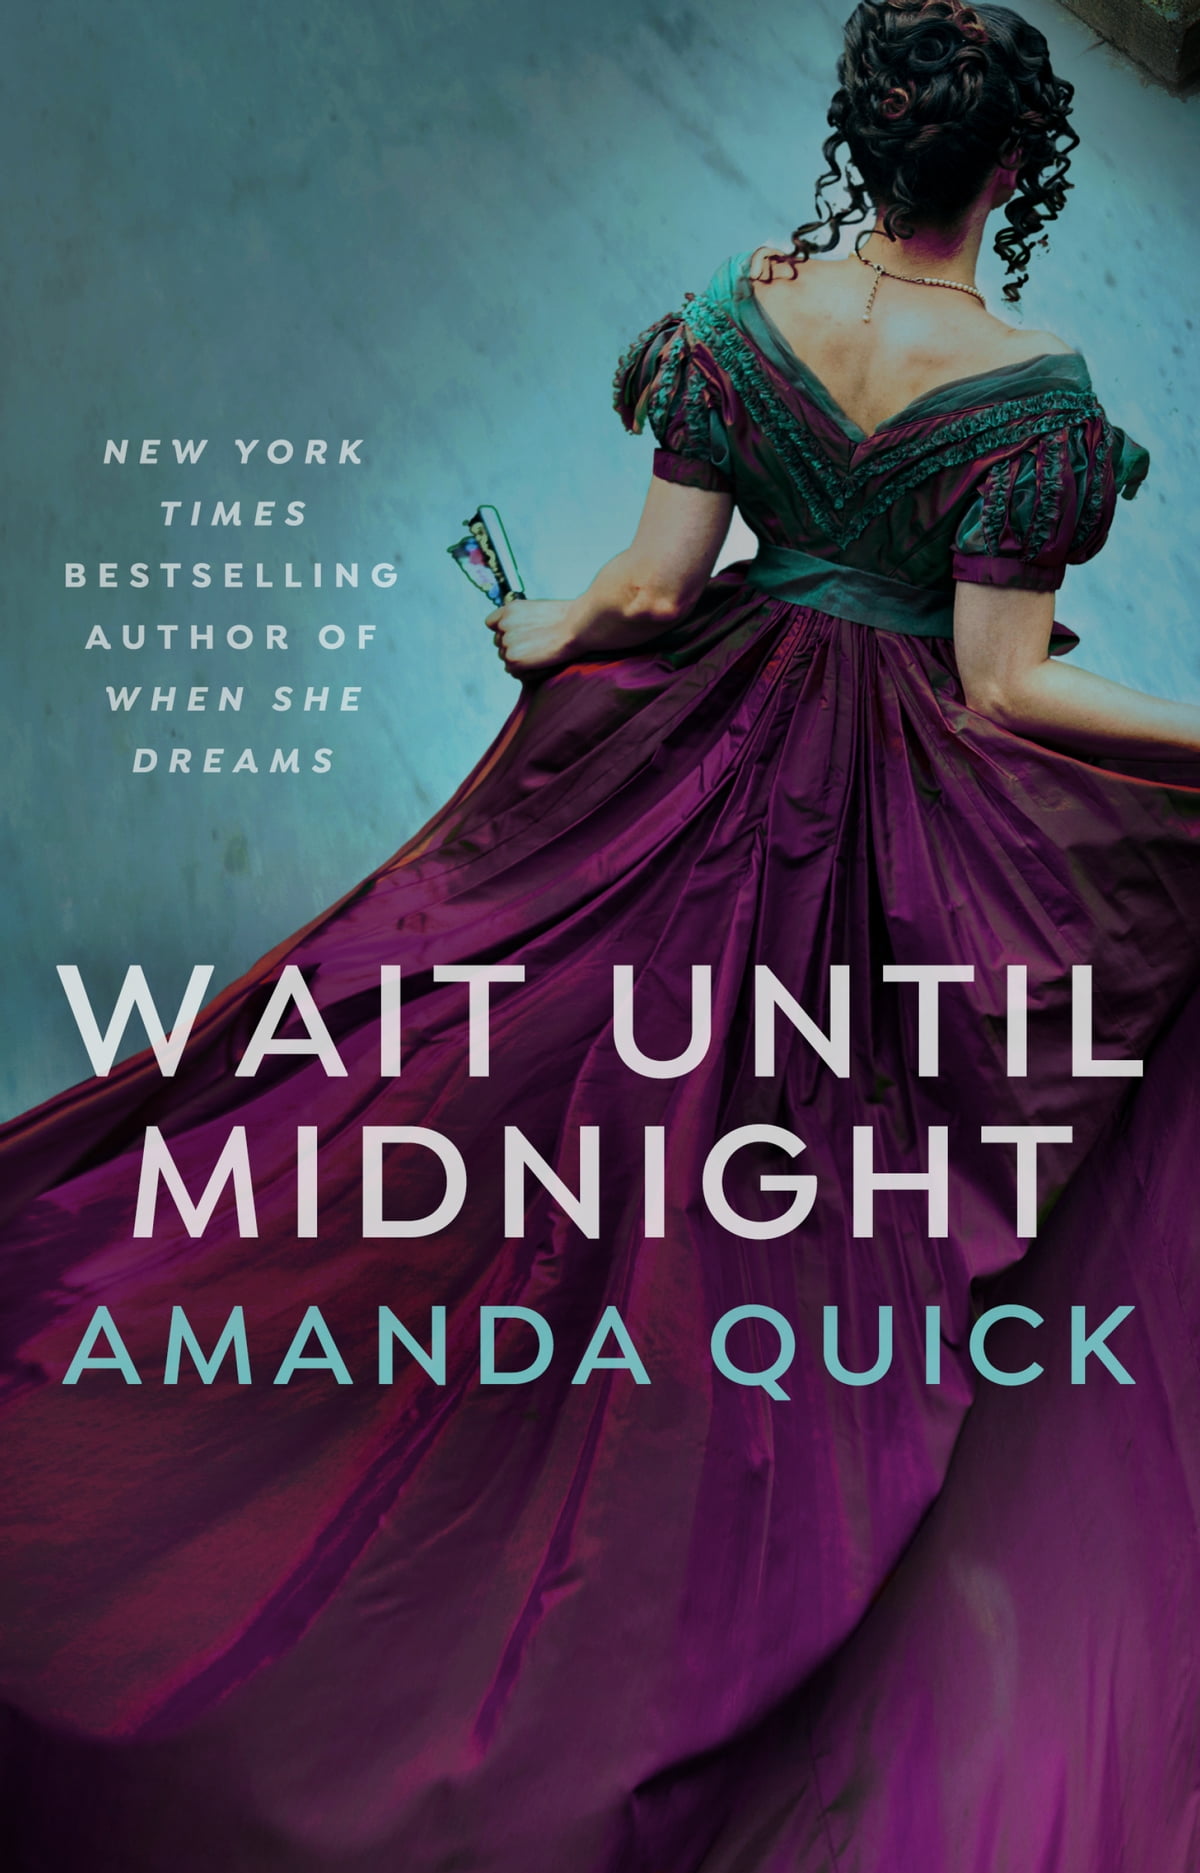 NEW YORK
TIMES
BESTSELLING
AUTHOR OF
WHEN SHE
DREAMS
WAIT UNTIL
MIDNIGHT
AMANDA QUICK